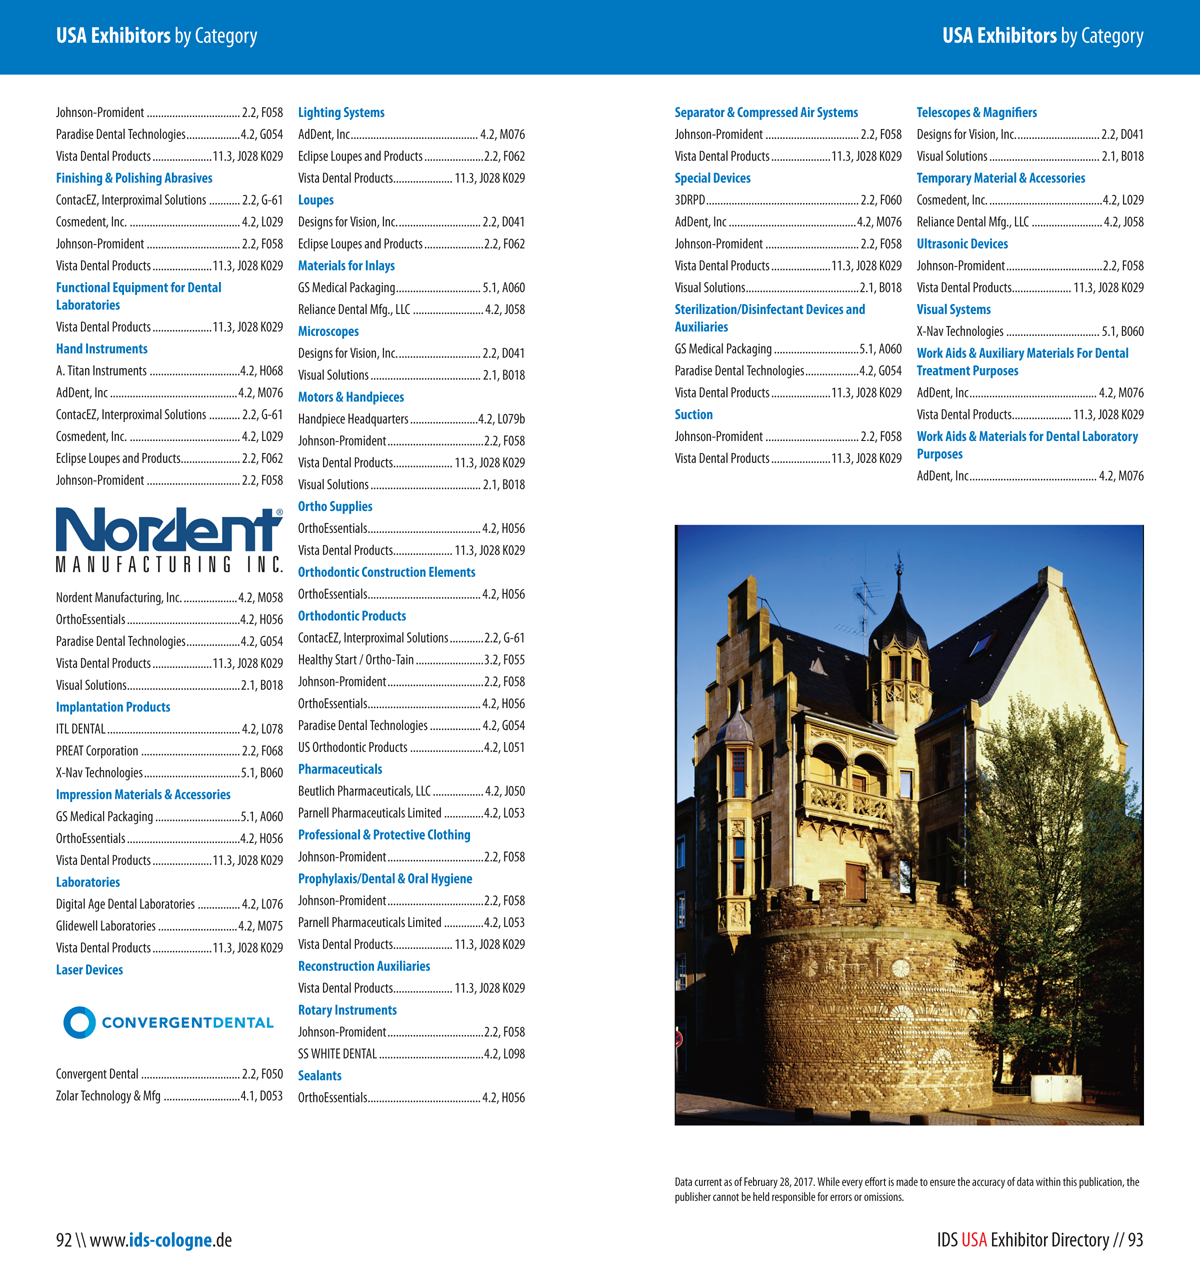 USA Exhibitors by Category
Johnson-Promident ................................. 2.2, F058
Paradise Dental Technologies................... 4.2, G054
Vista Dental Products ..................... 11.3, J028 K029
Finishing & Polishing Abrasives
ContacEZ, Interproximal Solutions ........... 2.2, G-61
Cosmedent, Inc. ....................................... 4.2, L029
Johnson-Promident ................................. 2.2, F058
Vista Dental Products ..................... 11.3, J028 K029
Functional Equipment for Dental
Laboratories
Vista Dental Products ..................... 11.3, J028 K029
Hand Instruments
A. Titan Instruments ................................4.2, H068
AdDent, Inc ............................................. 4.2, M076
ContacEZ, Interproximal Solutions ........... 2.2, G-61
Cosmedent, Inc. ....................................... 4.2, L029
Eclipse Loupes and Products..................... 2.2, F062
Johnson-Promident ................................. 2.2, F058
Nordent®
MANUFACTURING INC.
Nordent Manufacturing, Inc. ................... 4.2, M058
OrthoEssentials ........................................4.2, H056
Paradise Dental Technologies................... 4.2, G054
Vista Dental Products ..................... 11.3, J028 K029
Visual Solutions........................................ 2.1, B018
Implantation Products
ITL DENTAL ............................................... 4.2, L078
PREAT Corporation ................................... 2.2, F068
X-Nav Technologies .................................. 5.1, B060
Impression Materials & Accessories
GS Medical Packaging .............................. 5.1, A060
OrthoEssentials ........................................4.2, H056
Vista Dental Products ..................... 11.3, J028 K029
Laboratories
Digital Age Dental Laboratories ............... 4.2, L076
Glidewell Laboratories ............................ 4.2, M075
Vista Dental Products ..................... 11.3, J028 K029
Laser Devices
CONVERGENTDENTAL
Convergent Dental ................................... 2.2, F050
Zolar Technology & Mfg ...........................4.1, D053
Lighting Systems
AdDent, Inc............................................. 4.2, M076
Eclipse Loupes and Products .....................2.2, F062
Vista Dental Products..................... 11.3, J028 K029
Loupes
Designs for Vision, Inc.............................. 2.2, D041
Eclipse Loupes and Products .....................2.2, F062
Materials for Inlays
GS Medical Packaging.............................. 5.1, A060
Reliance Dental Mfg., LLC ......................... 4.2, J058
Microscopes
Designs for Vision, Inc.............................. 2.2, D041
Visual Solutions ....................................... 2.1, B018
Motors & Handpieces
Handpiece Headquarters ........................4.2, L079b
Johnson-Promident ..................................2.2, F058
Vista Dental Products..................... 11.3, J028 K029
Visual Solutions ....................................... 2.1, B018
Ortho Supplies
OrthoEssentials........................................ 4.2, H056
Vista Dental Products..................... 11.3, J028 K029
Orthodontic Construction Elements
OrthoEssentials........................................ 4.2, H056
Orthodontic Products
ContacEZ, Interproximal Solutions ............2.2, G-61
Healthy Start / Ortho-Tain ........................3.2, F055
Johnson-Promident ..................................2.2, F058
OrthoEssentials........................................ 4.2, H056
Paradise Dental Technologies ................... 4.2, G054
US Orthodontic Products ..........................4.2, L051
Pharmaceuticals
Beutlich Pharmaceuticals, LLC .................. 4.2, J050
Parnell Pharmaceuticals Limited ..............4.2, L053
Professional & Protective Clothing
Johnson-Promident ..................................2.2, F058
Prophylaxis/Dental & Oral Hygiene
Johnson-Promident ..................................2.2, F058
Parnell Pharmaceuticals Limited ..............4.2, L053
Vista Dental Products..................... 11.3, J028 K029
Reconstruction Auxiliaries
Vista Dental Products..................... 11.3, J028 K029
Rotary Instruments
Johnson-Promident ..................................2.2, F058
SS WHITE DENTAL .....................................4.2, L098
Sealants
OrthoEssentials........................................ 4.2, H056
92 \\ www.ids-cologne.de
USA Exhibitors by Category
Separator & Compressed Air Systems
Johnson-Promident ................................. 2.2, F058
Vista Dental Products ..................... 11.3, J028 K029
Special Devices
3DRPD...................................................... 2.2, F060
AdDent, Inc ............................................. 4.2, M076
Johnson-Promident ................................. 2.2, F058
Vista Dental Products ..................... 11.3, J028 K029
Visual Solutions........................................ 2.1, B018
Sterilization/Disinfectant Devices and
Auxiliaries
GS Medical Packaging .............................. 5.1, A060
Paradise Dental Technologies................... 4.2, G054
Vista Dental Products ..................... 11.3, J028 K029
Suction
Johnson-Promident ................................. 2.2, F058
Vista Dental Products ..................... 11.3, J028 K029
Telescopes & Magnifiers
Designs for Vision, Inc.............................. 2.2, D041
Visual Solutions ....................................... 2.1, B018
Temporary Material & Accessories
Cosmedent, Inc. ........................................4.2, L029
Reliance Dental Mfg., LLC ......................... 4.2, J058
Ultrasonic Devices
Johnson-Promident ..................................2.2, F058
Vista Dental Products..................... 11.3, J028 K029
Visual Systems
X-Nav Technologies ................................. 5.1, B060
Work Aids & Auxiliary Materials For Dental
Treatment Purposes
AdDent, Inc............................................. 4.2, M076
Vista Dental Products..................... 11.3, J028 K029
Work Aids & Materials for Dental Laboratory
Purposes
AdDent, Inc............................................. 4.2, M076
Data current as of February 28, 2017. While every effort is made to ensure the accuracy of data within this publication, the
publisher cannot be held responsible for errors or omissions.
IDS USA Exhibitor Directory // 93